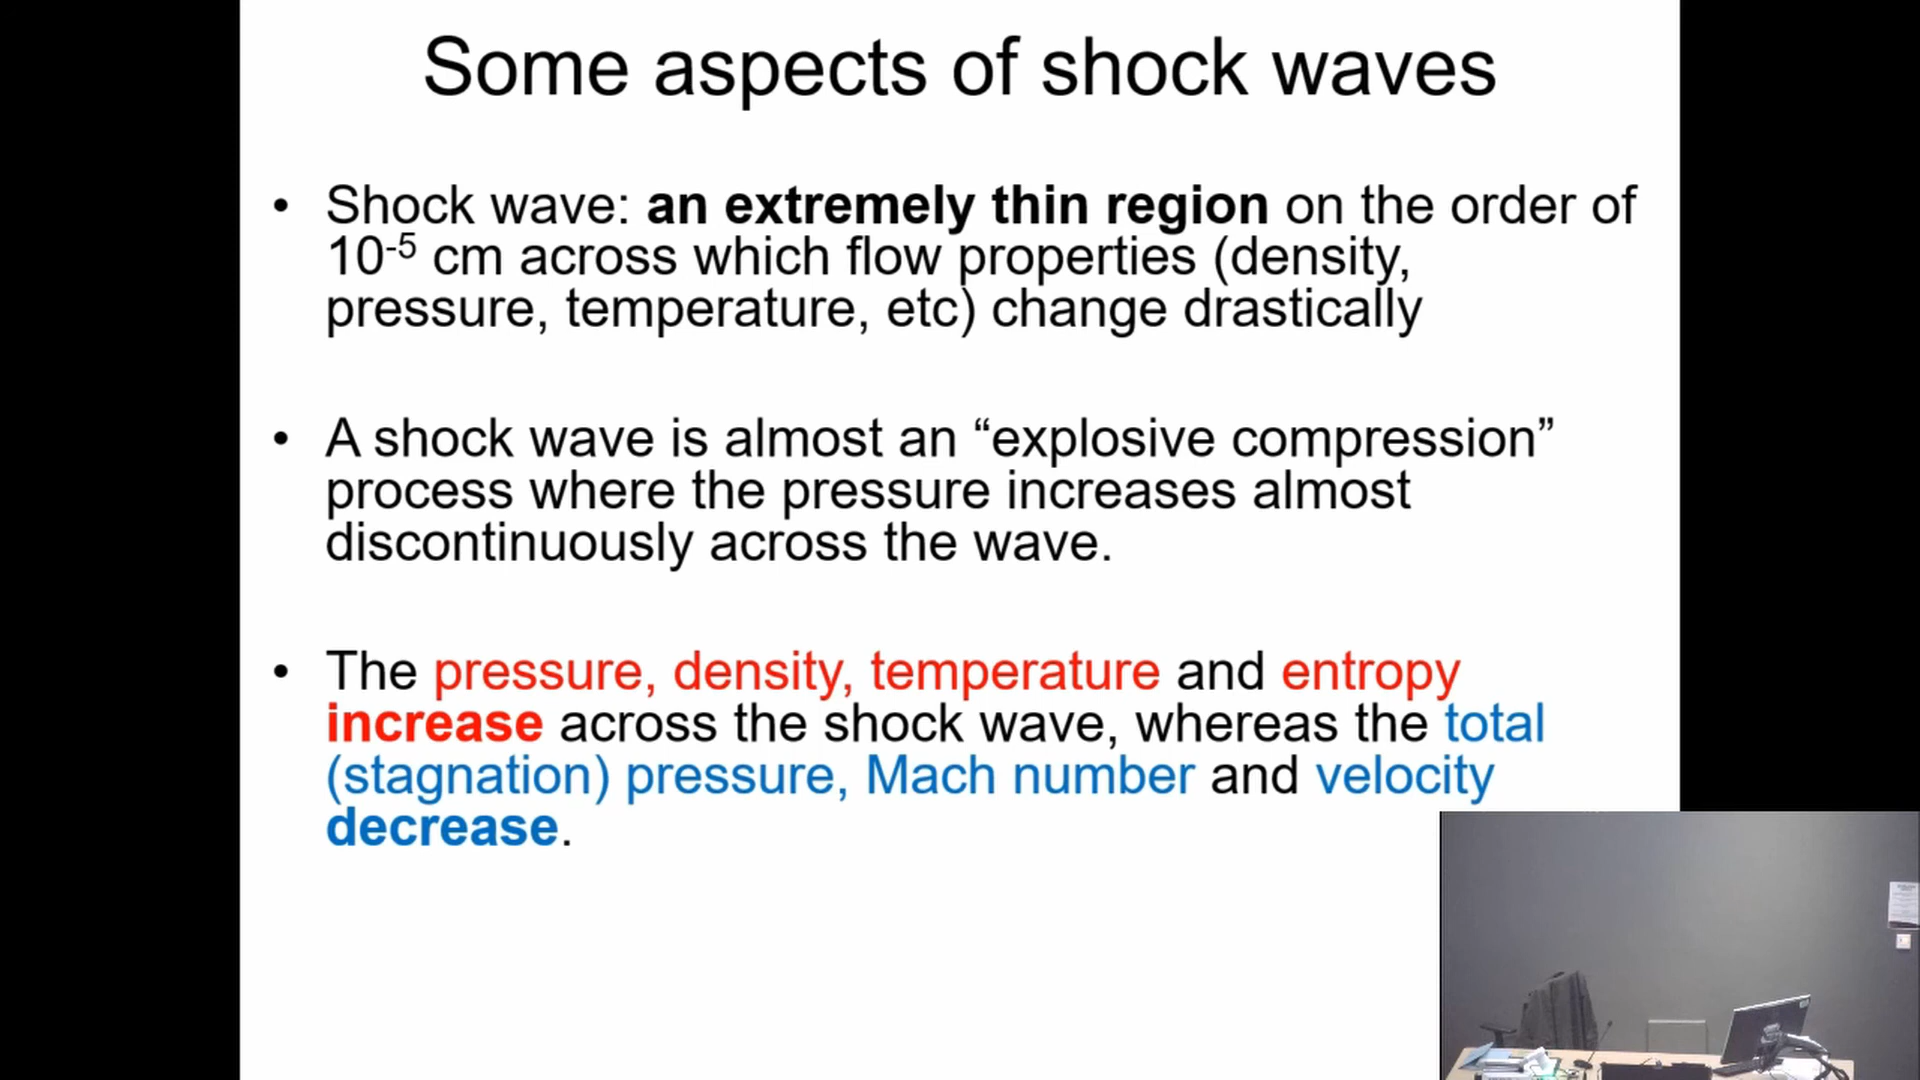 Some aspects of shock waves
• Shock wave: an extremely thin region on the order of
10⁻⁵ cm across which flow properties (density,
pressure, temperature, etc) change drastically
• A shock wave is almost an “explosive compression”
process where the pressure increases almost
discontinuously across the wave.
• The pressure, density, temperature and entropy
increase across the shock wave, whereas the total
(stagnation) pressure, Mach number and velocity
decrease.